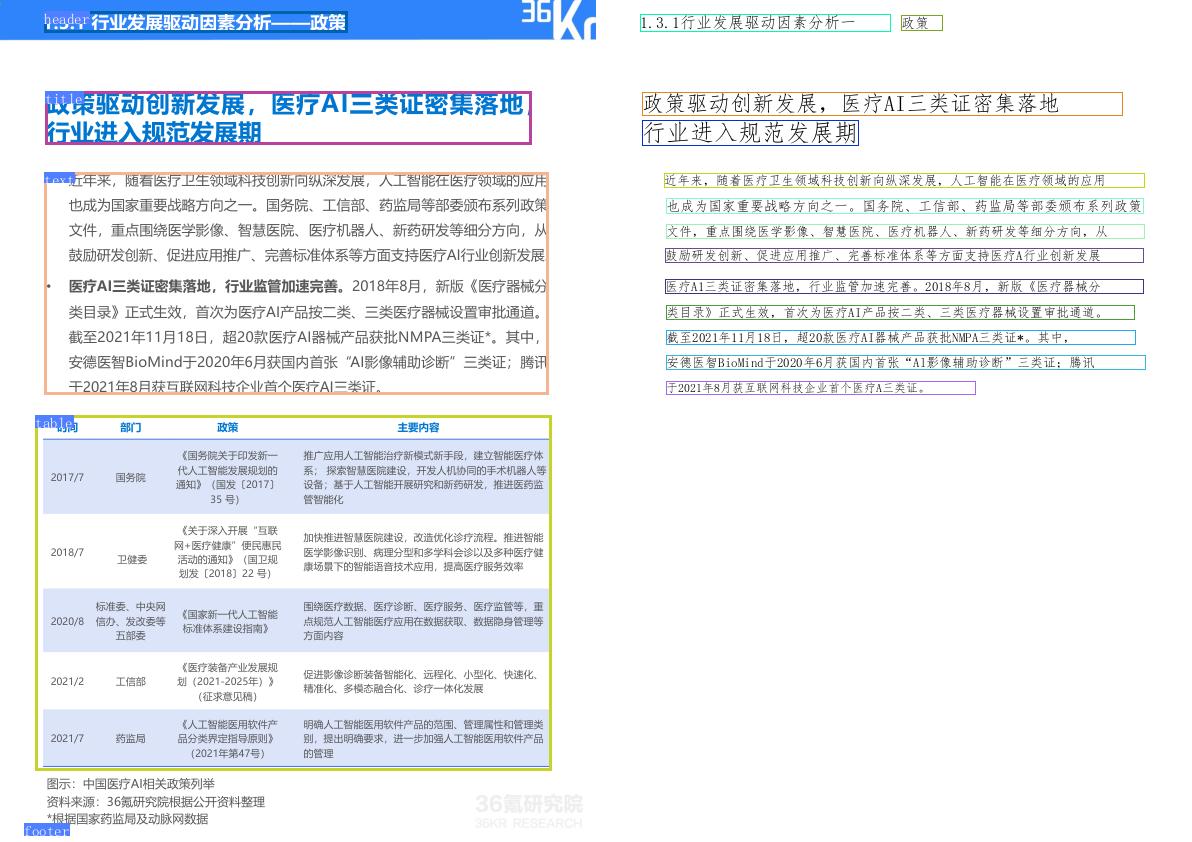 header
1.3.1 行业发展驱动因素分析——政策
36Kr
title
政策驱动创新发展，医疗AI三类证密集落地，
行业进入规范发展期
text
近年来，随着医疗卫生领域科技创新向纵深发展，人工智能在医疗领域的应用
也成为国家重要战略方向之一。国务院、工信部、药监局等部委颁布系列政策
文件，重点围绕医学影像、智慧医院、医疗机器人、新药研发等细分方向，从
鼓励研发创新、促进应用推广、完善标准体系等方面支持医疗AI行业创新发展
• 医疗AI三类证密集落地，行业监管加速完善。2018年8月，新版《医疗器械分
类目录》正式生效，首次为医疗AI产品按二类、三类医疗器械设置审批通道。
截至2021年11月18日，超20款医疗AI器械产品获批NMPA三类证*。其中，
安德医智BioMind于2020年6月获国内首张“AI影像辅助诊断”三类证；腾讯
于2021年8月获互联网科技企业首个医疗AI三类证。
table
时间 部门 政策 主要内容
2017/7 国务院
《国务院关于印发新一
代人工智能发展规划的
通知》（国发〔2017〕
35 号）
推广应用人工智能治疗新模式新手段，建立智能医疗体
系； 探索智慧医院建设，开发人机协同的手术机器人等
设备；基于人工智能开展研究和新药研发，推进医药监
管智能化
2018/7 卫健委
《关于深入开展“互联
网+医疗健康”便民惠民
活动的通知》（国卫规
划发〔2018〕22 号）
加快推进智慧医院建设，改造优化诊疗流程。推进智能
医学影像识别、病理分型和多学科会诊以及多种医疗健
康场景下的智能语音技术应用，提高医疗服务效率
2020/8
标准委、中央网
信办、发改委等
五部委
《国家新一代人工智能
标准体系建设指南》
围绕医疗数据、医疗诊断、医疗服务、医疗监管等，重
点规范人工智能医疗应用在数据获取、数据隐身管理等
方面内容
2021/2 工信部
《医疗装备产业发展规
划（2021-2025年）》
（征求意见稿）
促进影像诊断装备智能化、远程化、小型化、快速化、
精准化、多模态融合化、诊疗一体化发展
2021/7 药监局
《人工智能医用软件产
品分类界定指导原则》
（2021年第47号）
明确人工智能医用软件产品的范围、管理属性和管理类
别，提出明确要求，进一步加强人工智能医用软件产品
的管理
图示：中国医疗AI相关政策列举
资料来源：36氪研究院根据公开资料整理
*根据国家药监局及动脉网数据
footer
36氪研究院
36KR RESEARCH
1.3.1行业发展驱动因素分析一
政策
政策驱动创新发展，医疗AI三类证密集落地
行业进入规范发展期
近年来，随着医疗卫生领域科技创新向纵深发展，人工智能在医疗领域的应用
也成为国家重要战略方向之一。国务院、工信部、药监局等部委颁布系列政策
文件，重点围绕医学影像、智慧医院、医疗机器人、新药研发等细分方向，从
鼓励研发创新、促进应用推广、完善标准体系等方面支持医疗A行业创新发展
医疗A1三类证密集落地，行业监管加速完善。2018年8月，新版《医疗器械分
类目录》正式生效，首次为医疗AI产品按二类、三类医疗器械设置审批通道。
截至2021年11月18日，超20款医疗AI器械产品获批NMPA三类证*。其中，
安德医智BioMind于2020年6月获国内首张“A1影像辅助诊断”三类证；腾讯
于2021年8月获互联网科技企业首个医疗A三类证。